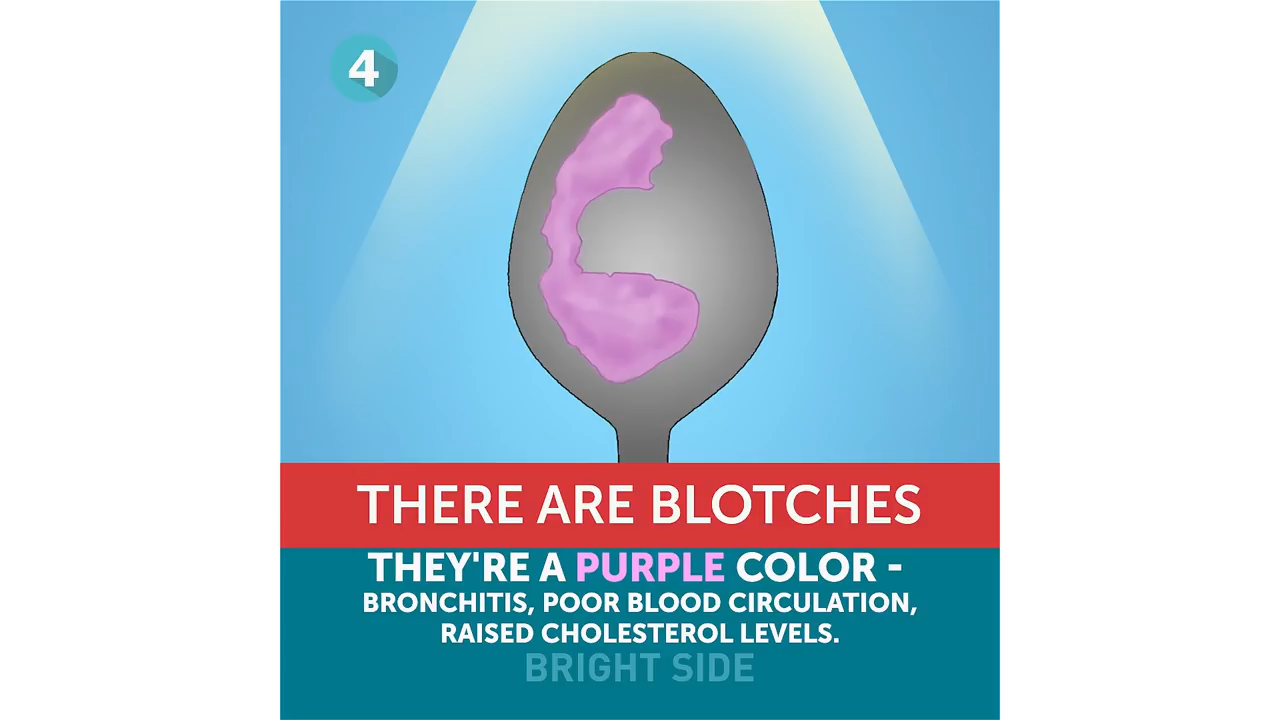 4
THERE ARE BLOTCHES
THEY'RE A PURPLE COLOR -
BRONCHITIS, POOR BLOOD CIRCULATION,
RAISED CHOLESTEROL LEVELS.
BRIGHT SIDE